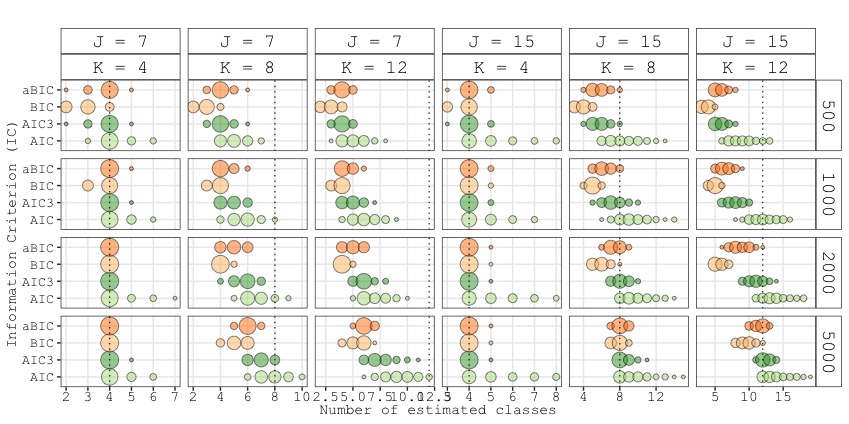 J = 7 J = 7 J = 7 J = 15 J = 15 J = 15
K = 4 K = 8 K = 12 K = 4 K = 8 K = 12
Information Criterion (IC)
aBIC
BIC
AIC3
AIC
500
aBIC
BIC
AIC3
AIC
1000
aBIC
BIC
AIC3
AIC
2000
aBIC
BIC
AIC3
AIC
5000
2 3 4 5 6 7 2 4 6 8 10 2.5 5.0 7.5 10.0 12.5 3 4 5 6 7 8 4 8 12 5 10 15
Number of estimated classes